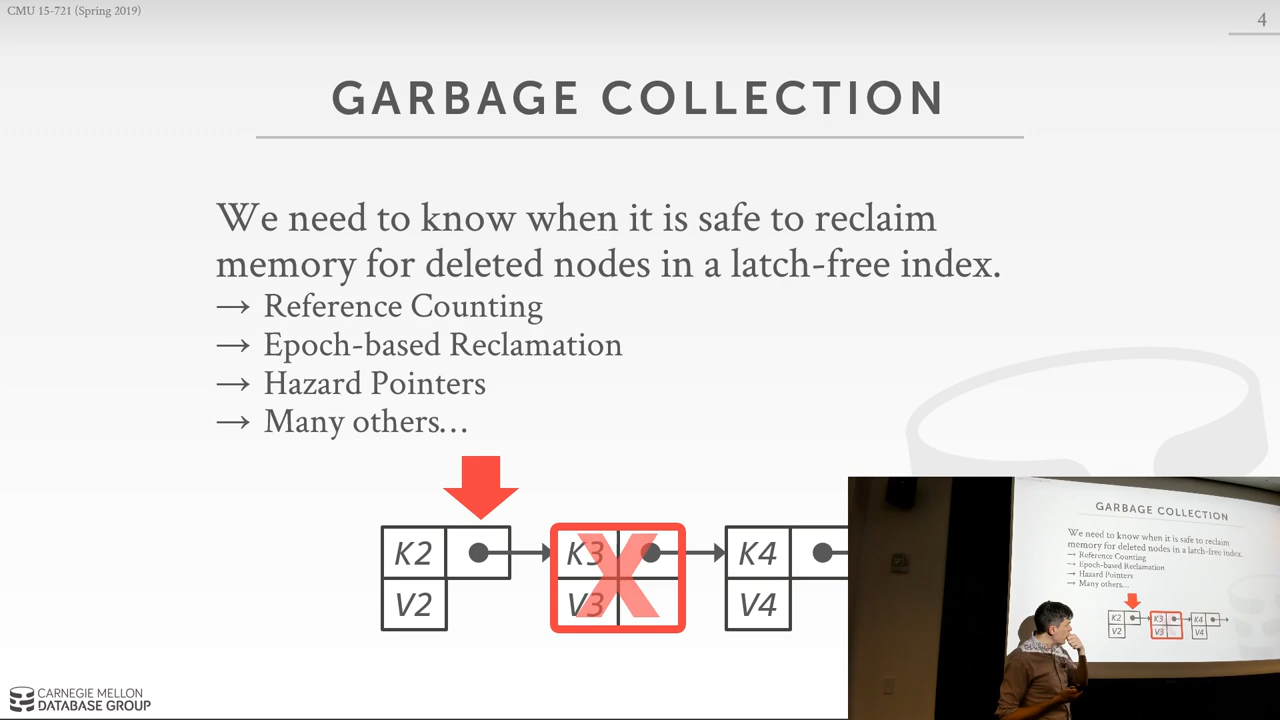 CMU 15-721 (Spring 2019)
4
GARBAGE COLLECTION
We need to know when it is safe to reclaim
memory for deleted nodes in a latch-free index.
→ Reference Counting
→ Epoch-based Reclamation
→ Hazard Pointers
→ Many others…
K2 K3 K4
V2 V3 V4
X
CARNEGIE MELLON
DATABASE GROUP
GARBAGE COLLECTION
We need to know when it is safe to reclaim
memory for deleted nodes in a latch-free index.
→ Reference Counting
→ Epoch-based Reclamation
→ Hazard Pointers
→ Many others…
K2 K3 K4
V2 V3 V4